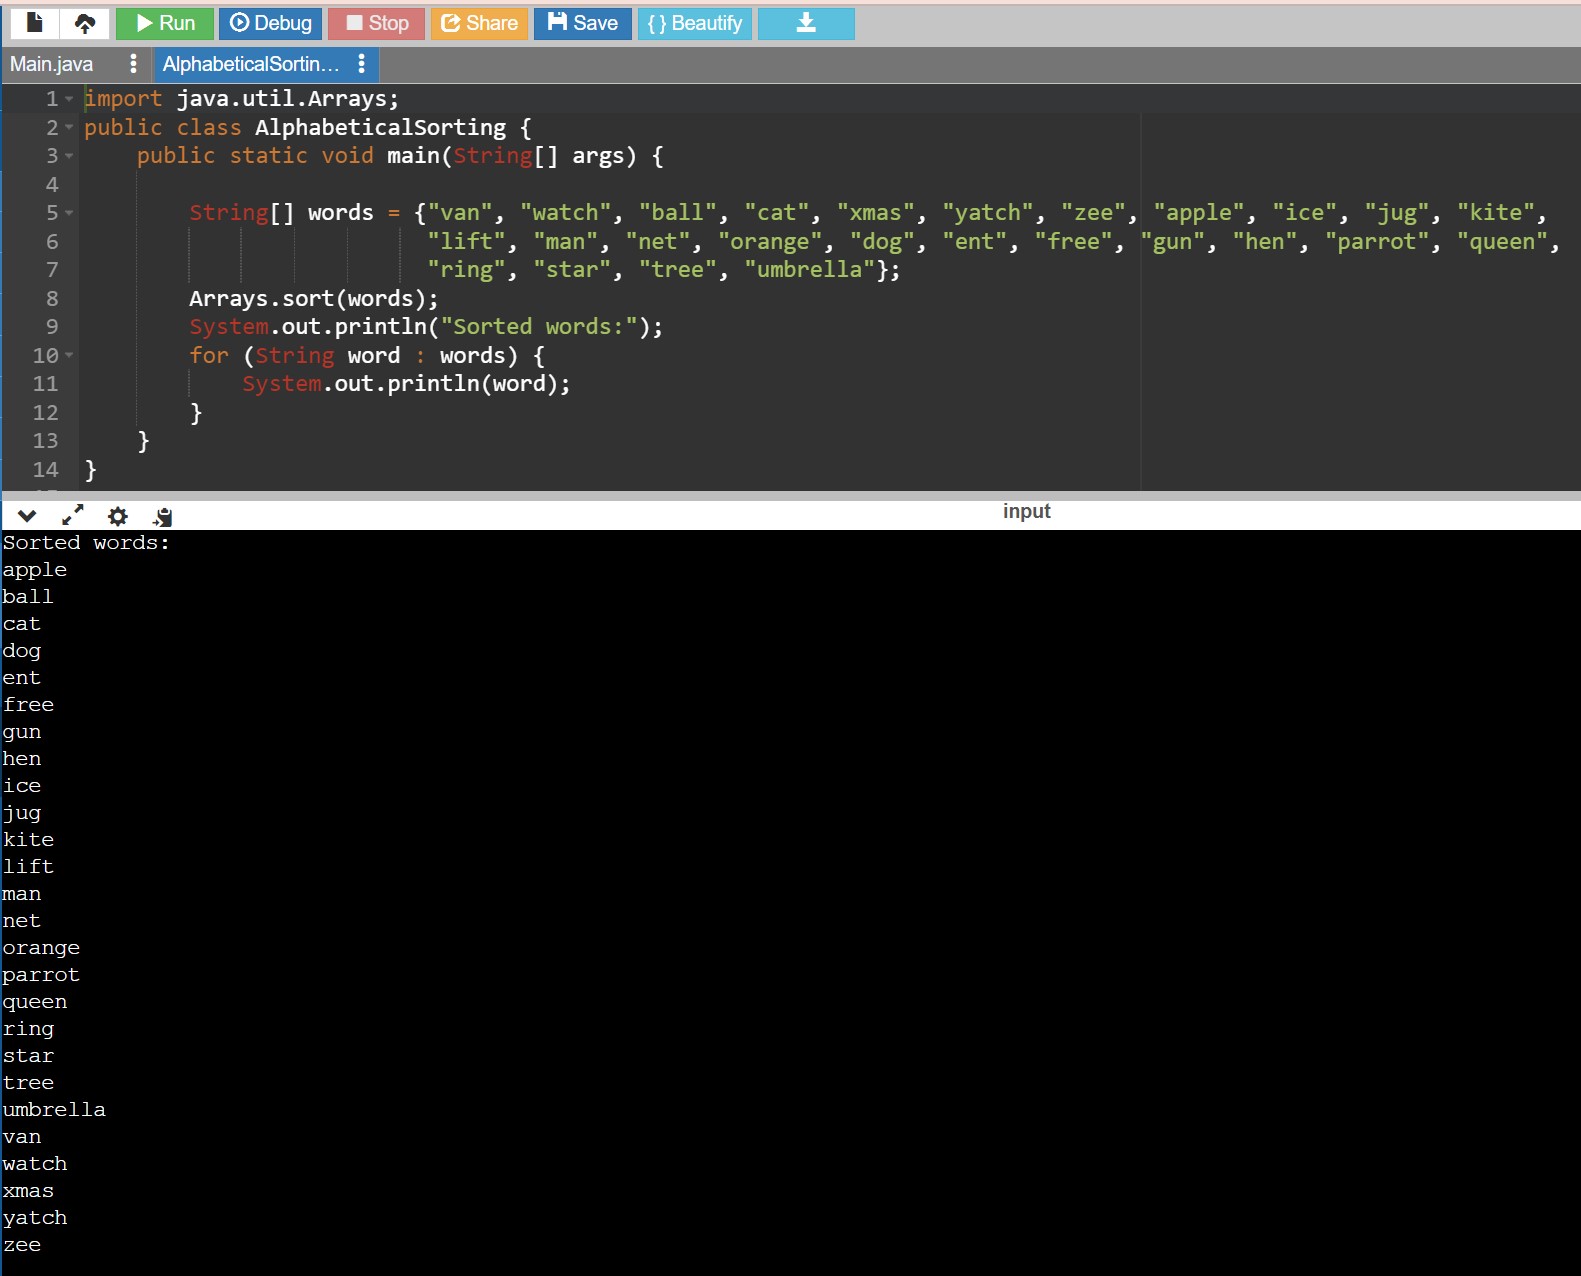 Run Debug Stop Share Save { } Beautify
Main.java AlphabeticalSortin...
1 import java.util.Arrays;
2 public class AlphabeticalSorting {
3     public static void main(String[] args) {
4
5         String[] words = {"van", "watch", "ball", "cat", "xmas", "yatch", "zee", "apple", "ice", "jug", "kite",
6                           "lift", "man", "net", "orange", "dog", "ent", "free", "gun", "hen", "parrot", "queen",
7                           "ring", "star", "tree", "umbrella"};
8         Arrays.sort(words);
9         System.out.println("Sorted words:");
10         for (String word : words) {
11             System.out.println(word);
12         }
13     }
14 }
input
Sorted words:
apple
ball
cat
dog
ent
free
gun
hen
ice
jug
kite
lift
man
net
orange
parrot
queen
ring
star
tree
umbrella
van
watch
xmas
yatch
zee